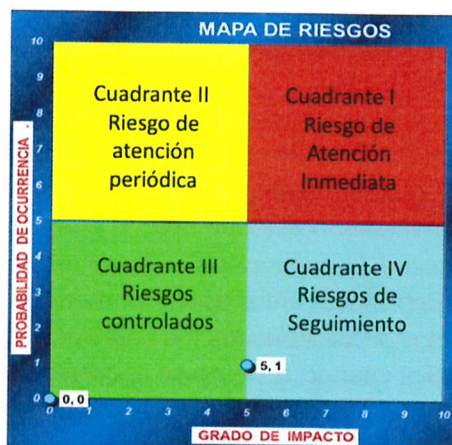 MAPA DE RIESGOS
PROBABILIDAD DE OCURRENCIA .
10
9
8
7
6
5
4
3
2
1
0
Cuadrante II
Riesgo de
atención
periódica
Cuadrante I
Riesgo de
Atención
Inmediata
Cuadrante III
Riesgos
controlados
Cuadrante IV
Riesgos de
Seguimiento
0, 0
5, 1
0 1 2 3 4 5 6 7 8 9 10
GRADO DE IMPACTO